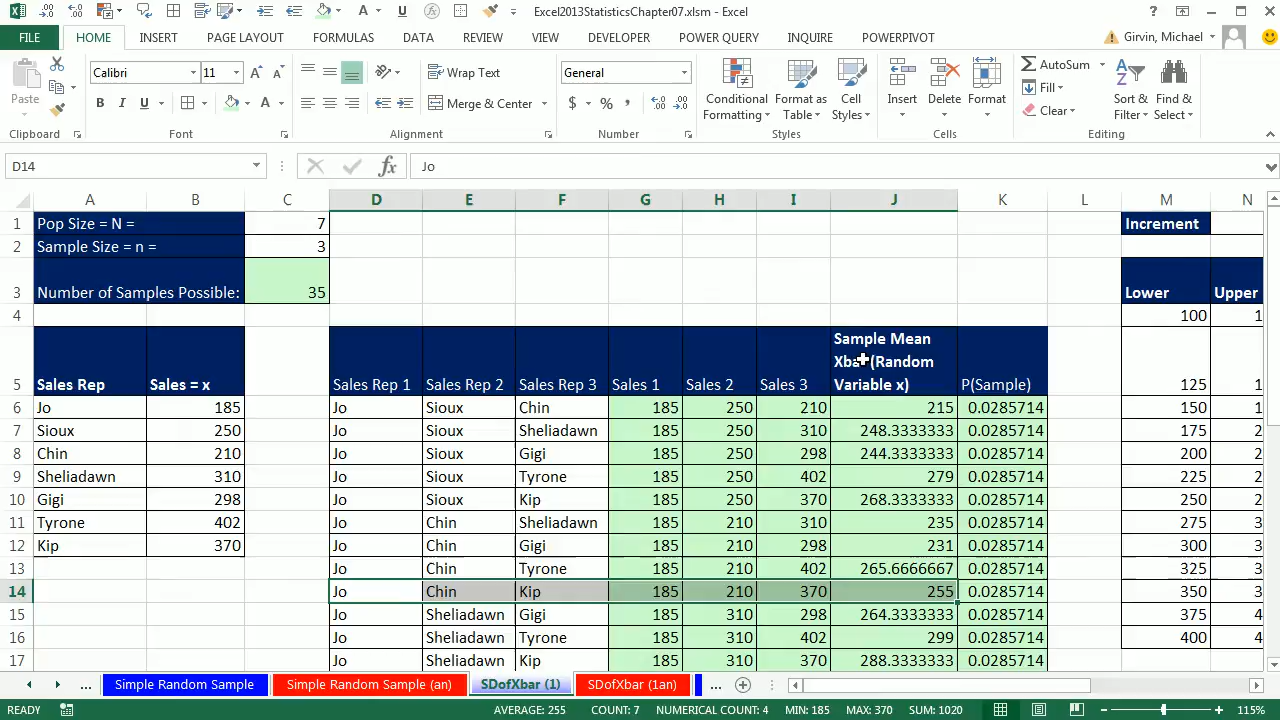 Excel2013StatisticsChapter07.xlsm - Excel
FILE HOME INSERT PAGE LAYOUT FORMULAS DATA REVIEW VIEW DEVELOPER POWER QUERY INQUIRE POWERPIVOT Girvin, Michael
Calibri 11 Wrap Text General AutoSum
Paste Merge & Center Conditional Formatting Format as Table Cell Styles Insert Delete Format Fill Clear Sort & Filter Find & Select
Clipboard Font Alignment Number Styles Cells Editing
D14 Jo
A B C D E F G H I J K L M N
1 Pop Size = N = 7 Increment
2 Sample Size = n = 3
3 Number of Samples Possible: 35 Lower Upper
4 100 1
Sample Mean
(Random
5 Sales Rep Sales = x Sales Rep 1 Sales Rep 2 Sales Rep 3 Sales 1 Sales 2 Sales 3 Variable x) P(Sample) 125 1
6 Jo 185 Jo Sioux Chin 185 250 210 215 0.0285714 150 1
7 Sioux 250 Jo Sioux Sheliadawn 185 250 310 248.3333333 0.0285714 175 1
8 Chin 210 Jo Sioux Gigi 185 250 298 244.3333333 0.0285714 200 2
9 Sheliadawn 310 Jo Sioux Tyrone 185 250 402 279 0.0285714 225 2
10 Gigi 298 Jo Sioux Kip 185 250 370 268.3333333 0.0285714 250 2
11 Tyrone 402 Jo Chin Sheliadawn 185 210 310 235 0.0285714 275 3
12 Kip 370 Jo Chin Gigi 185 210 298 231 0.0285714 300 3
13 Jo Chin Tyrone 185 210 402 265.6666667 0.0285714 325 3
14 Jo Chin Kip 185 210 370 255 0.0285714 350 3
15 Jo Sheliadawn Gigi 185 310 298 264.3333333 0.0285714 375 4
16 Jo Sheliadawn Tyrone 185 310 402 299 0.0285714 400 4
17 Jo Sheliadawn Kip 185 310 370 288.3333333 0.0285714
... Simple Random Sample Simple Random Sample (an) SDofXbar (1) SDofXbar (1an) ...
READY AVERAGE: 255 COUNT: 7 NUMERICAL COUNT: 4 MIN: 185 MAX: 370 SUM: 1020 115%